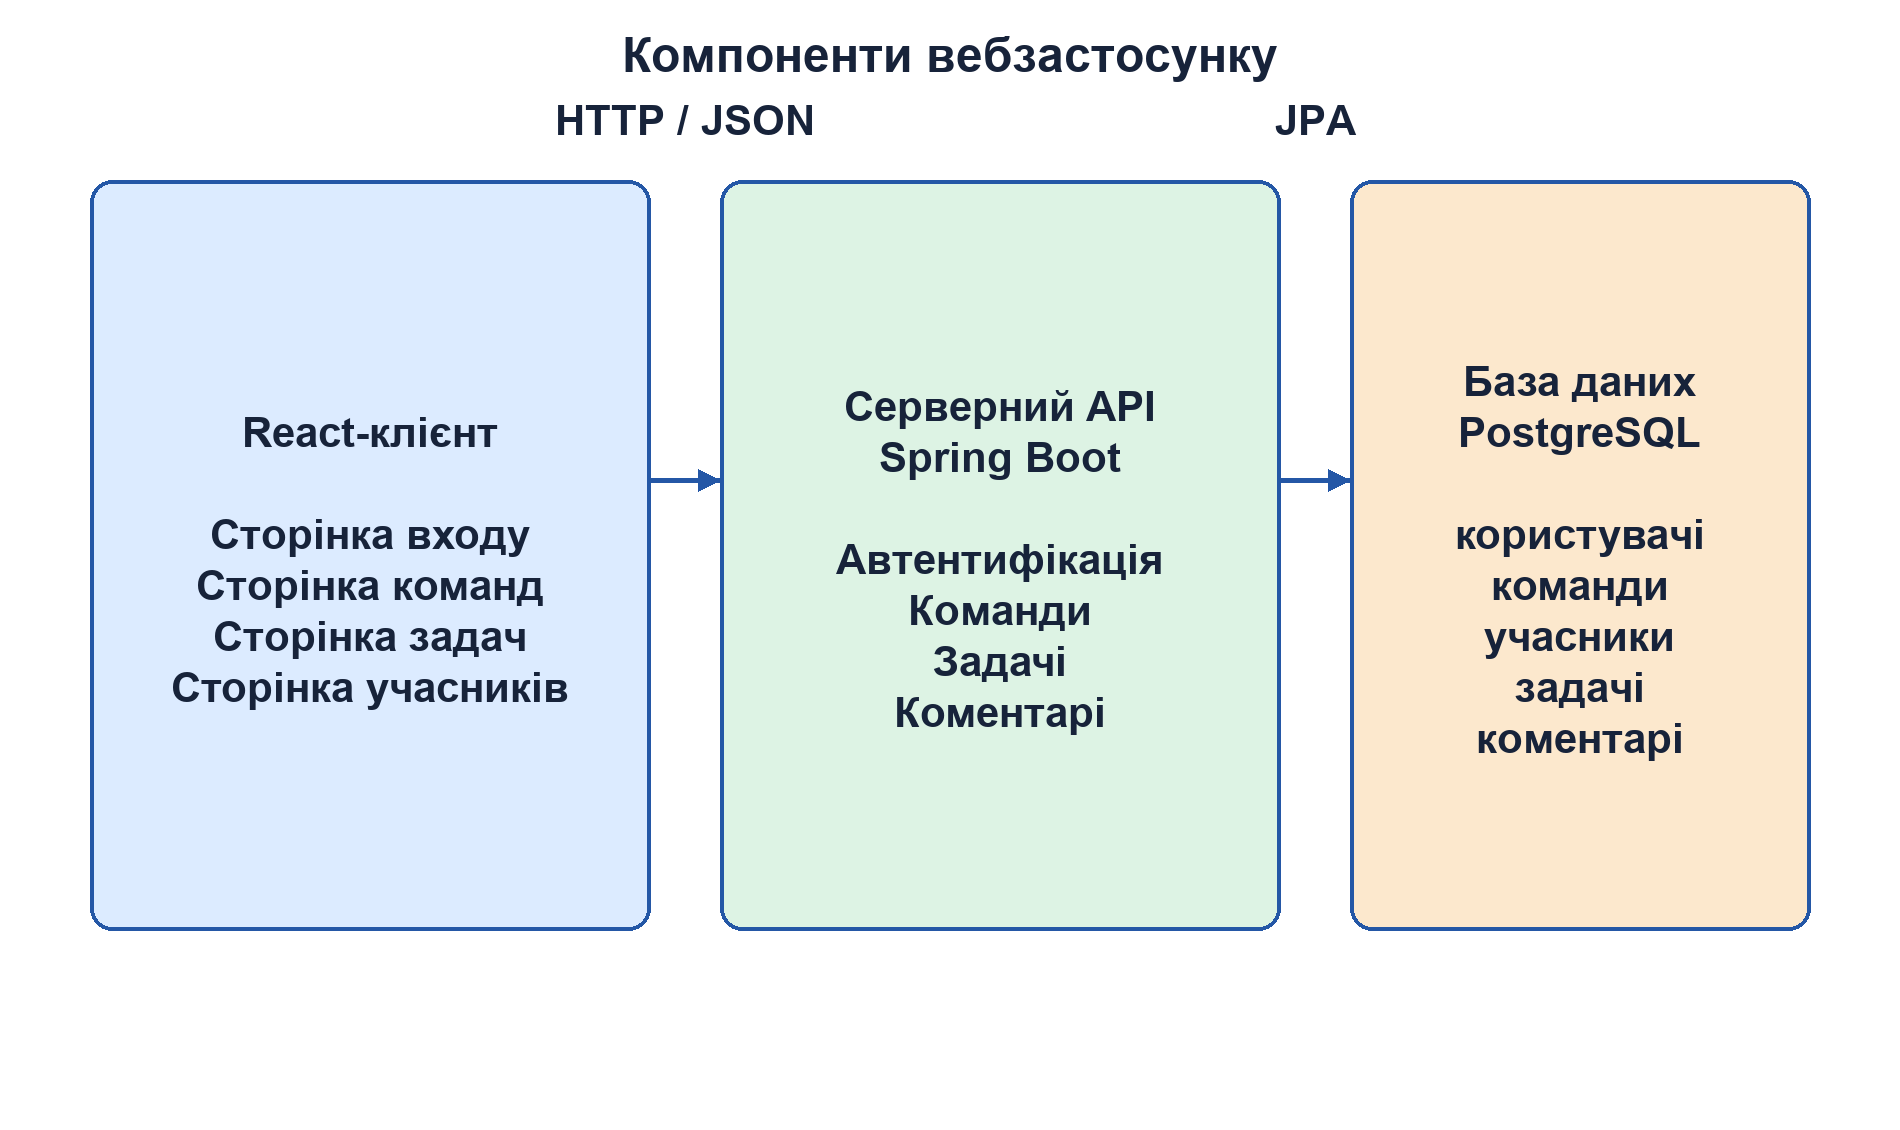 Компоненти вебзастосунку
HTTP / JSON
JPA
React-клієнт
Сторінка входу
Сторінка команд
Сторінка задач
Сторінка учасників
Серверний API
Spring Boot
Автентифікація
Команди
Задачі
Коментарі
База даних
PostgreSQL
користувачі
команди
учасники
задачі
коментарі